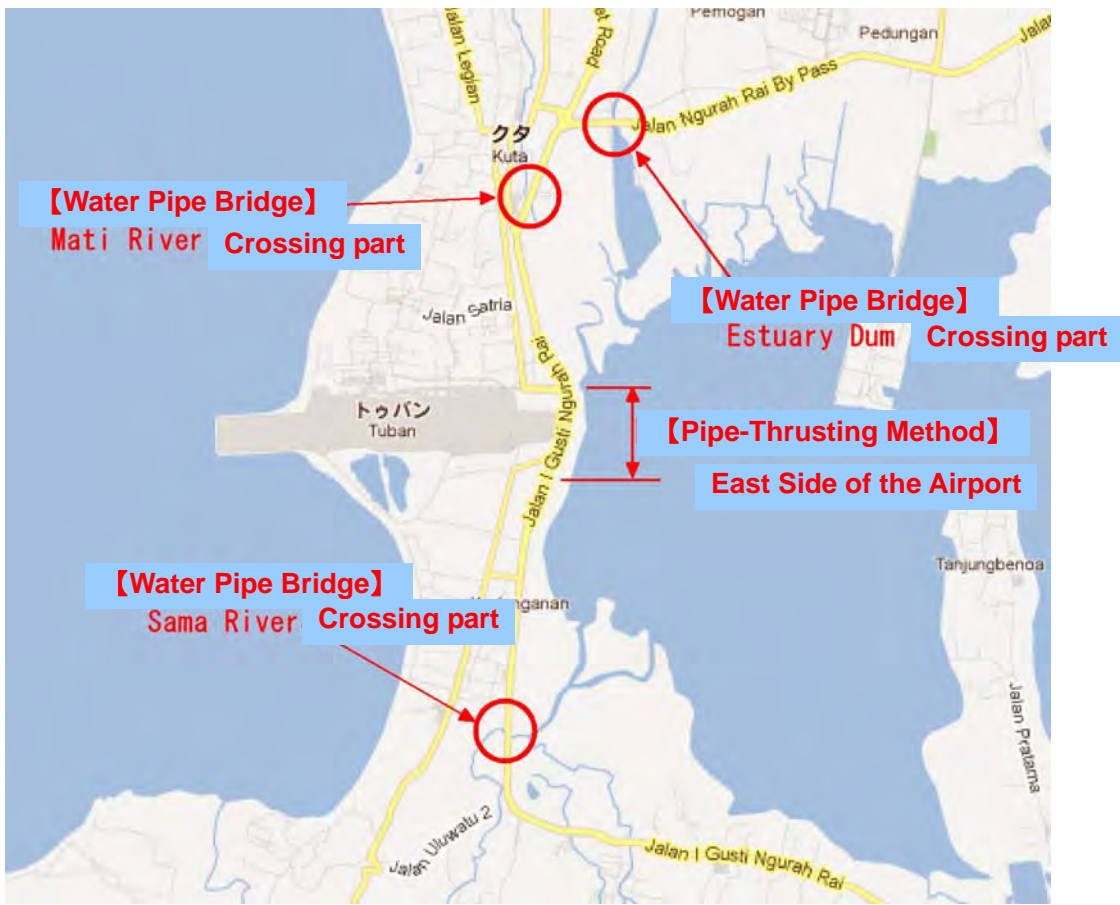 Pemogan
Pedungan
Jalan
Jalan Legian
et Road
Jalan Ngurah Rai By Pass
クタ
Kuta
【Water Pipe Bridge】
Mati River Crossing part
【Water Pipe Bridge】
Estuary Dum Crossing part
Jalan Satria
Jalan I Gusti Ngurah Rai
トゥバン
Tuban
【Pipe-Thrusting Method】
East Side of the Airport
Tanjungbenoa
【Water Pipe Bridge】
Sama River Crossing part
nganan
Jalan Pratama
Jalan Uluwatu 2
Jalan I Gusti Ngurah Rai